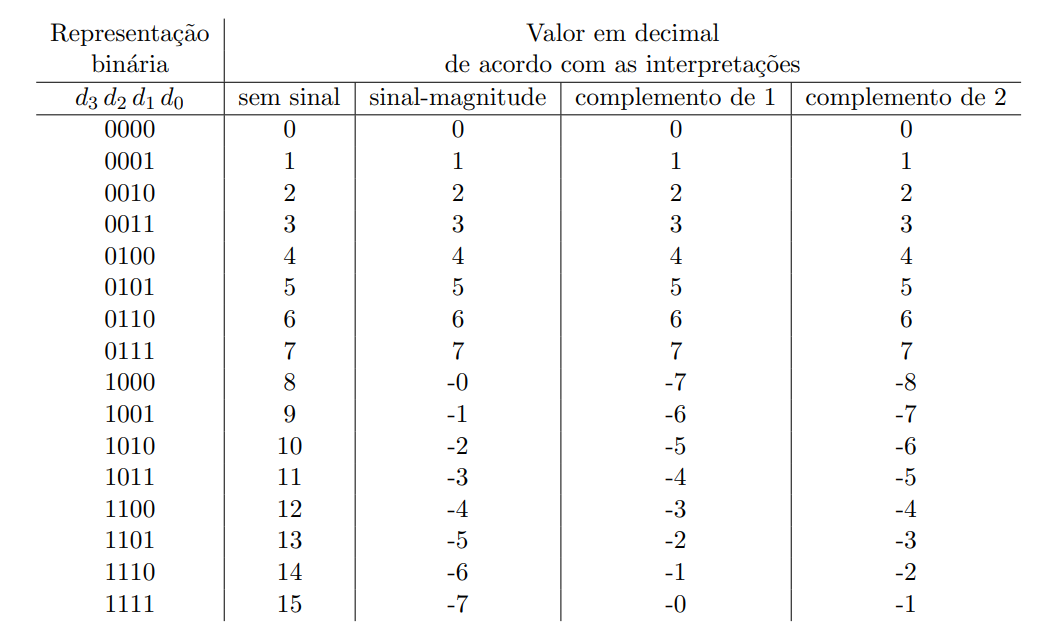 Representação Valor em decimal
binária de acordo com as interpretações
d3 d2 d1 d0 sem sinal sinal-magnitude complemento de 1 complemento de 2
0000 0 0 0 0
0001 1 1 1 1
0010 2 2 2 2
0011 3 3 3 3
0100 4 4 4 4
0101 5 5 5 5
0110 6 6 6 6
0111 7 7 7 7
1000 8 -0 -7 -8
1001 9 -1 -6 -7
1010 10 -2 -5 -6
1011 11 -3 -4 -5
1100 12 -4 -3 -4
1101 13 -5 -2 -3
1110 14 -6 -1 -2
1111 15 -7 -0 -1